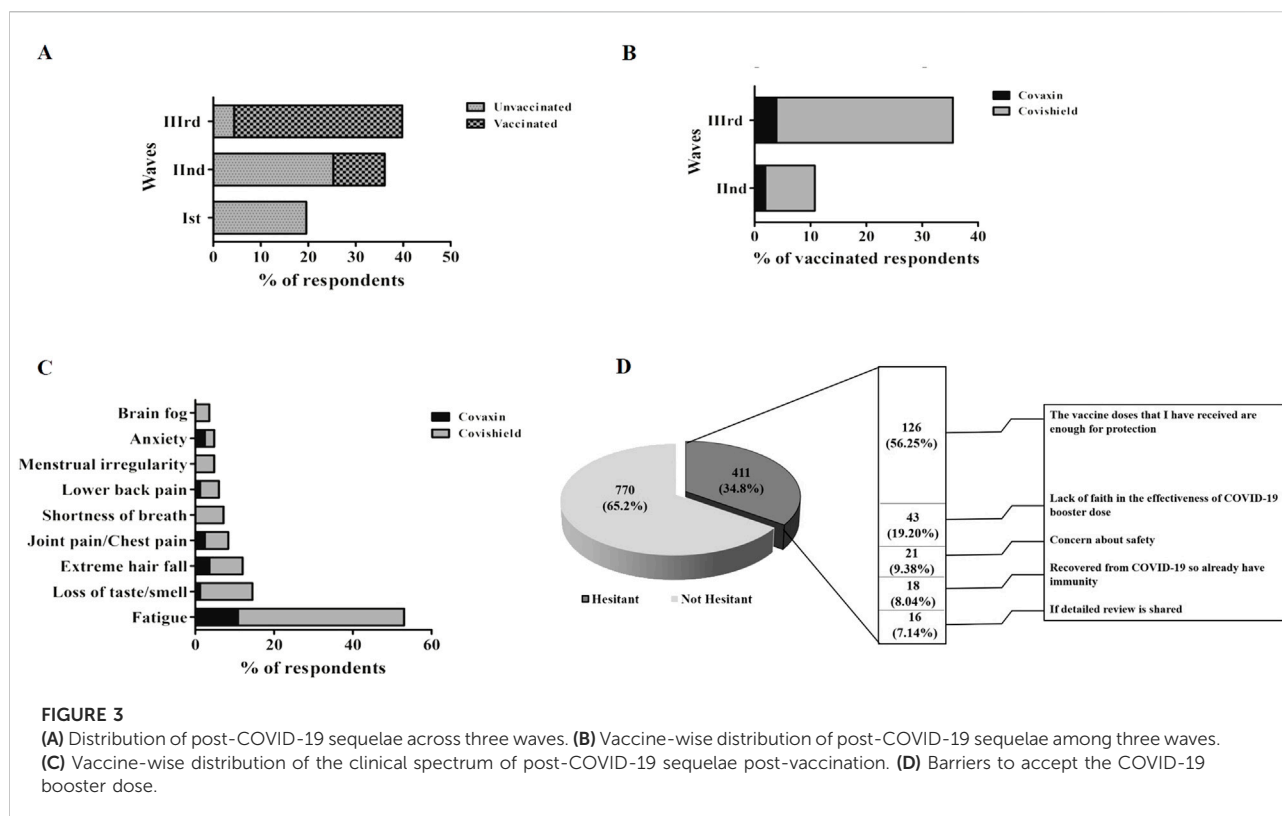 A
IIIrd
IInd
Ist
Waves
0 10 20 30 40 50
% of respondents
Unvaccinated
Vaccinated
B
IIIrd
IInd
Waves
0 10 20 30 40
% of vaccinated respondents
Covaxin
Covishield
C
Brain fog
Anxiety
Menstrual irregularity
Lower back pain
Shortness of breath
Joint pain/Chest pain
Extreme hair fall
Loss of taste/smell
Fatigue
0 20 40 60
% of respondents
Covaxin
Covishield
D
770
(65.2%)
411
(34.8%)
Hesitant Not Hesitant
126
(56.25%)
43
(19.20%)
21
(9.38%)
18
(8.04%)
16
(7.14%)
The vaccine doses that I have received are
enough for protection
Lack of faith in the effectiveness of COVID-19
booster dose
Concern about safety
Recovered from COVID-19 so already have
immunity
If detailed review is shared
FIGURE 3
(A) Distribution of post-COVID-19 sequelae across three waves. (B) Vaccine-wise distribution of post-COVID-19 sequelae among three waves.
(C) Vaccine-wise distribution of the clinical spectrum of post-COVID-19 sequelae post-vaccination. (D) Barriers to accept the COVID-19
booster dose.